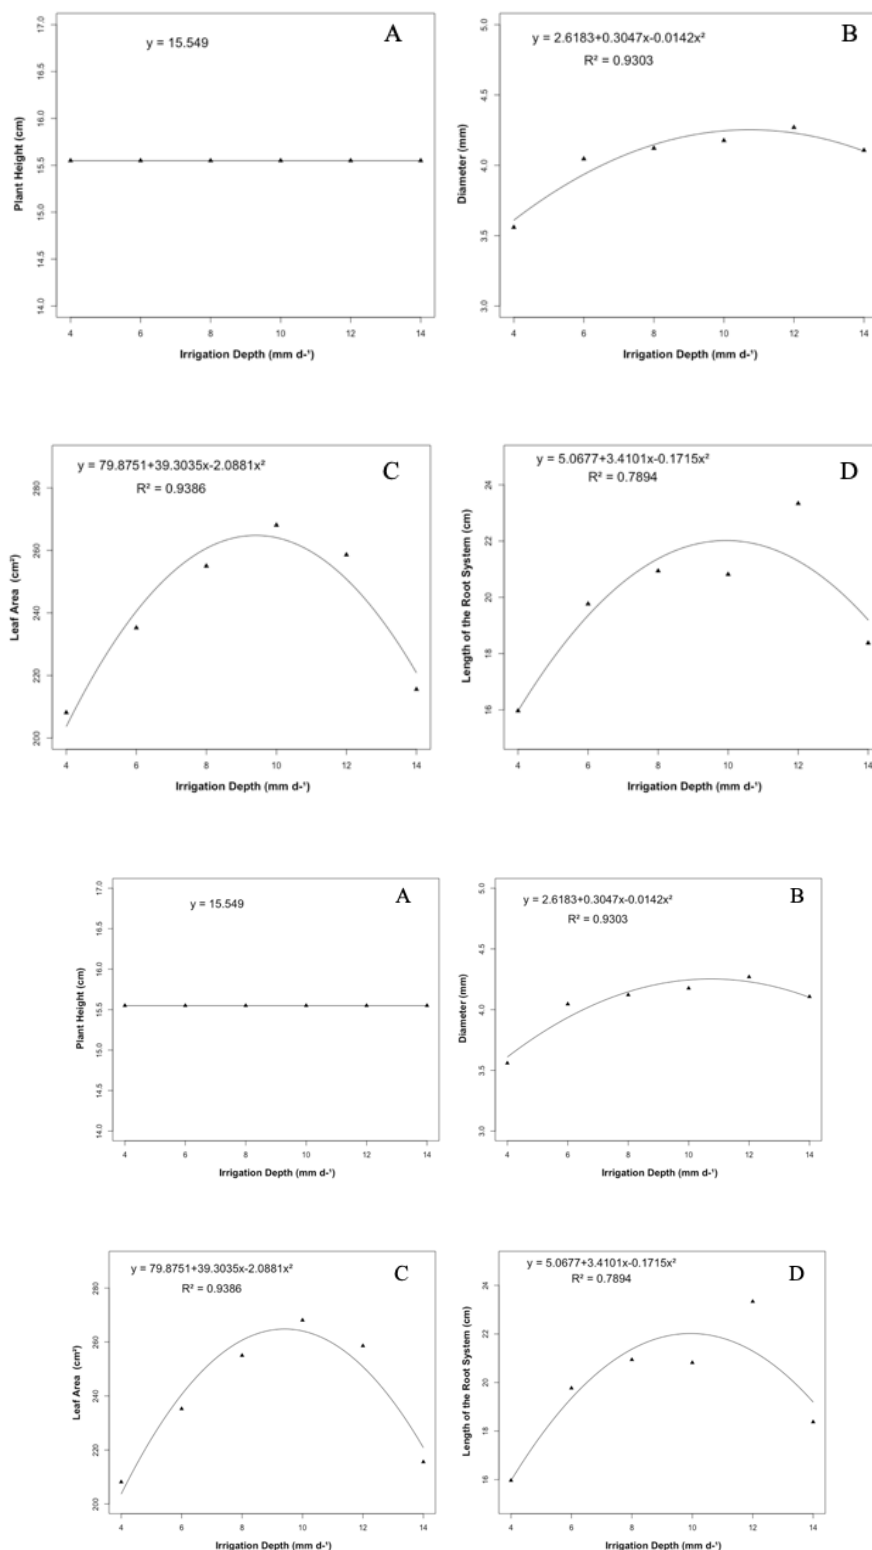 A
y = 15.549
Plant Height (cm)
14.0 14.5 15.0 15.5 16.0 16.5 17.0
4 6 8 10 12 14
Irrigation Depth (mm d-¹)
B
y = 2.6183+0.3047x-0.0142x²
R² = 0.9303
Diameter (mm)
3.0 3.5 4.0 4.5 5.0
4 6 8 10 12 14
Irrigation Depth (mm d-¹)
C
y = 79.8751+39.3035x-2.0881x²
R² = 0.9386
Leaf Area (cm²)
200 220 240 260 280
4 6 8 10 12 14
Irrigation Depth (mm d-¹)
D
y = 5.0677+3.4101x-0.1715x²
R² = 0.7894
Length of the Root System (cm)
16 18 20 22 24
4 6 8 10 12 14
Irrigation Depth (mm d-¹)
A
y = 15.549
Plant Height (cm)
14.0 14.5 15.0 15.5 16.0 16.5 17.0
4 6 8 10 12 14
Irrigation Depth (mm d-¹)
B
y = 2.6183+0.3047x-0.0142x²
R² = 0.9303
Diameter (mm)
3.0 3.5 4.0 4.5 5.0
4 6 8 10 12 14
Irrigation Depth (mm d-¹)
C
y = 79.8751+39.3035x-2.0881x²
R² = 0.9386
Leaf Area (cm²)
200 220 240 260 280
4 6 8 10 12 14
Irrigation Depth (mm d-¹)
D
y = 5.0677+3.4101x-0.1715x²
R² = 0.7894
Length of the Root System (cm)
16 18 20 22 24
4 6 8 10 12 14
Irrigation Depth (mm d-¹)